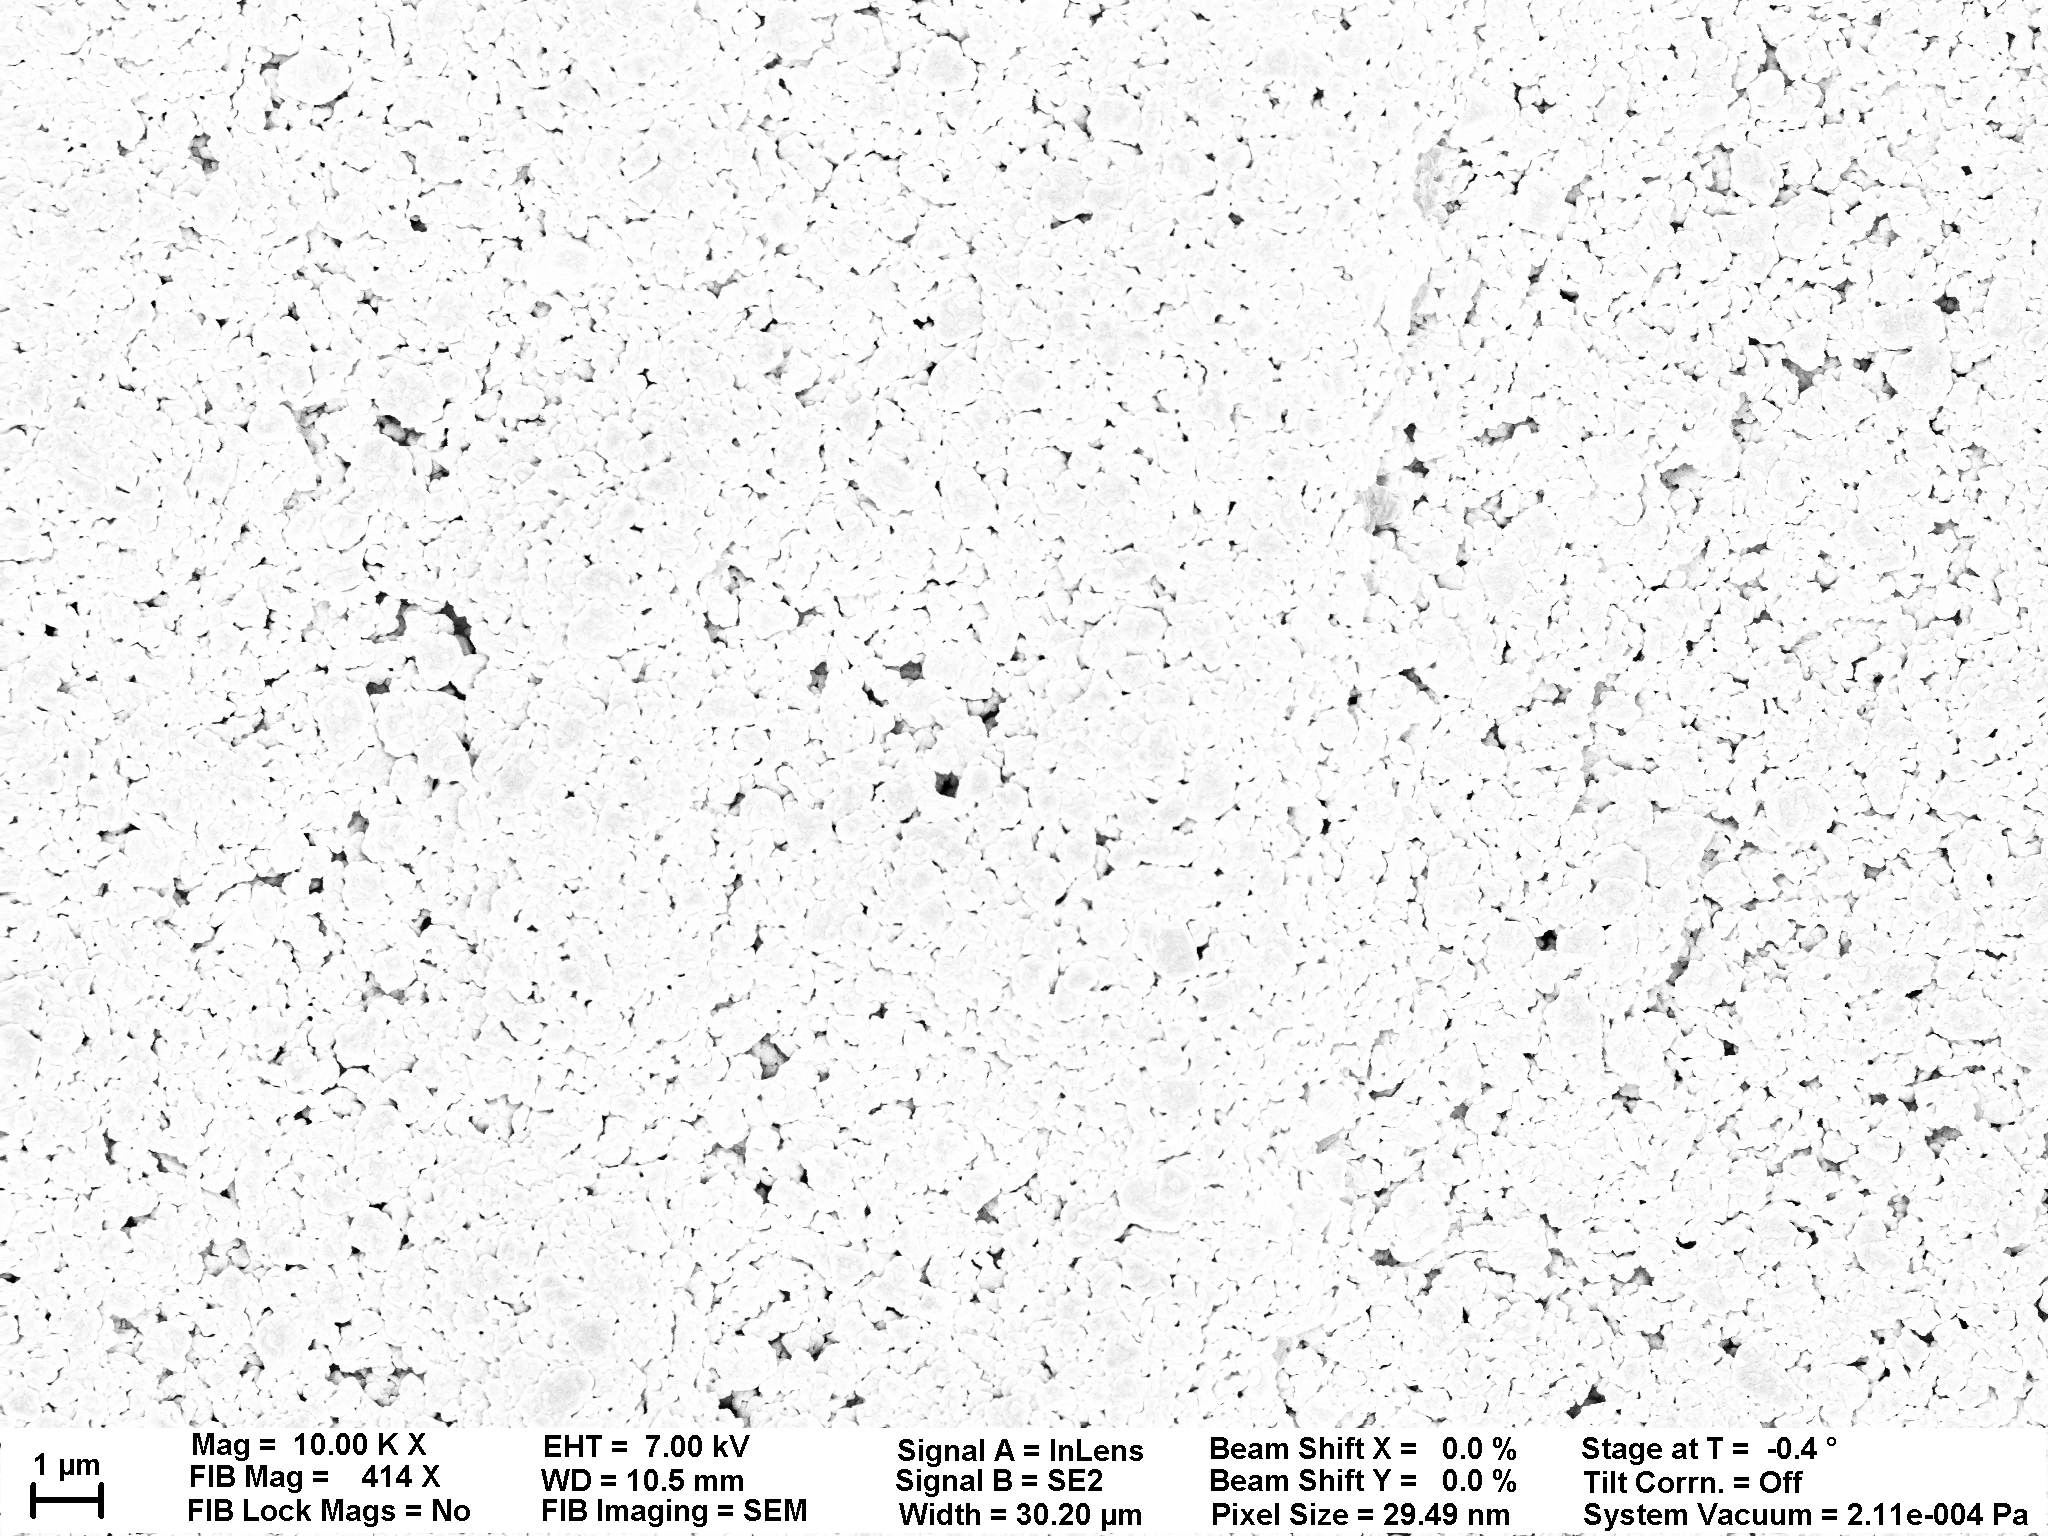 1 µm
Mag = 10.00 K X
FIB Mag = 414 X
FIB Lock Mags = No
EHT = 7.00 kV
WD = 10.5 mm
FIB Imaging = SEM
Signal A = InLens
Signal B = SE2
Width = 30.20 µm
Beam Shift X = 0.0 %
Beam Shift Y = 0.0 %
Pixel Size = 29.49 nm
Stage at T = -0.4 °
Tilt Corrn. = Off
System Vacuum = 2.11e-004 Pa